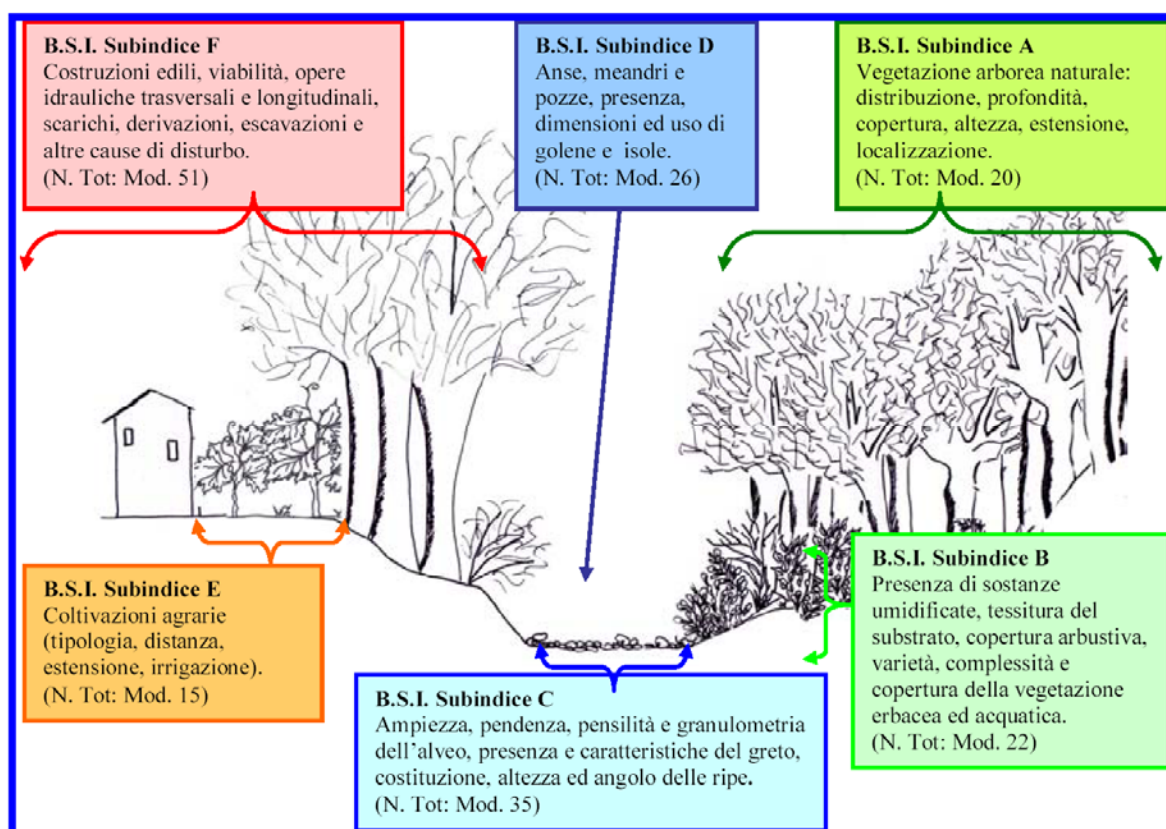 B.S.I. Subindice F
Costruzioni edili, viabilità, opere
idrauliche trasversali e longitudinali,
scarichi, derivazioni, escavazioni e
altre cause di disturbo.
(N. Tot: Mod. 51)
B.S.I. Subindice D
Anse, meandri e
pozze, presenza,
dimensioni ed uso di
golene e isole.
(N. Tot: Mod. 26)
B.S.I. Subindice A
Vegetazione arborea naturale:
distribuzione, profondità,
copertura, altezza, estensione,
localizzazione.
(N. Tot: Mod. 20)
B.S.I. Subindice E
Coltivazioni agrarie
(tipologia, distanza,
estensione, irrigazione).
(N. Tot: Mod. 15)
B.S.I. Subindice C
Ampiezza, pendenza, pensilità e granulometria
dell’alveo, presenza e caratteristiche del greto,
costituzione, altezza ed angolo delle ripe.
(N. Tot: Mod. 35)
B.S.I. Subindice B
Presenza di sostanze
umidificate, tessitura del
substrato, copertura arbustiva,
varietà, complessità e
copertura della vegetazione
erbacea ed acquatica.
(N. Tot: Mod. 22)